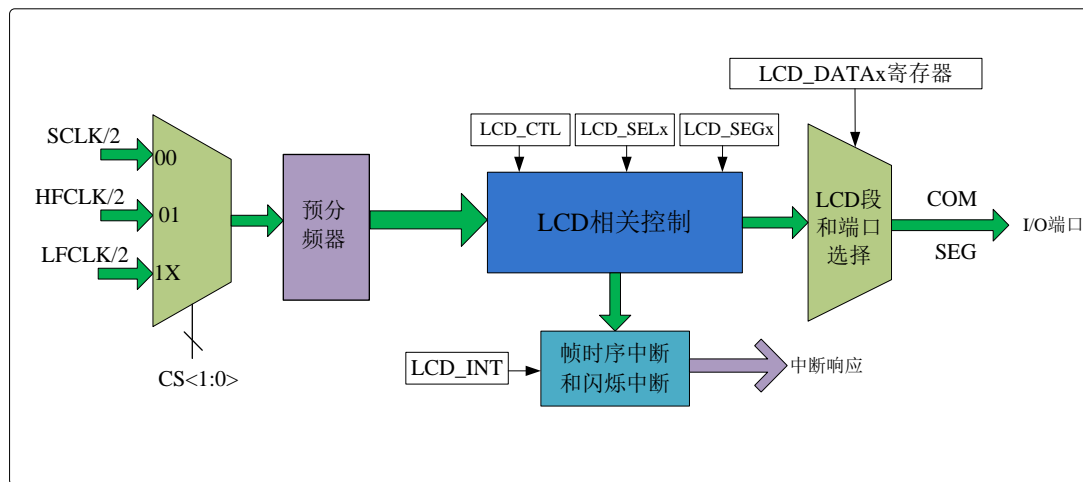 LCD_DATAx寄存器
LCD_CTL
LCD_SELx
LCD_SEGx
SCLK/2
00
HFCLK/2
01
LFCLK/2
1X
CS<1:0>
预分
频器
LCD相关控制
LCD段
和端口
选择
COM
SEG
I/O端口
LCD_INT
帧时序中断
和闪烁中断
中断响应